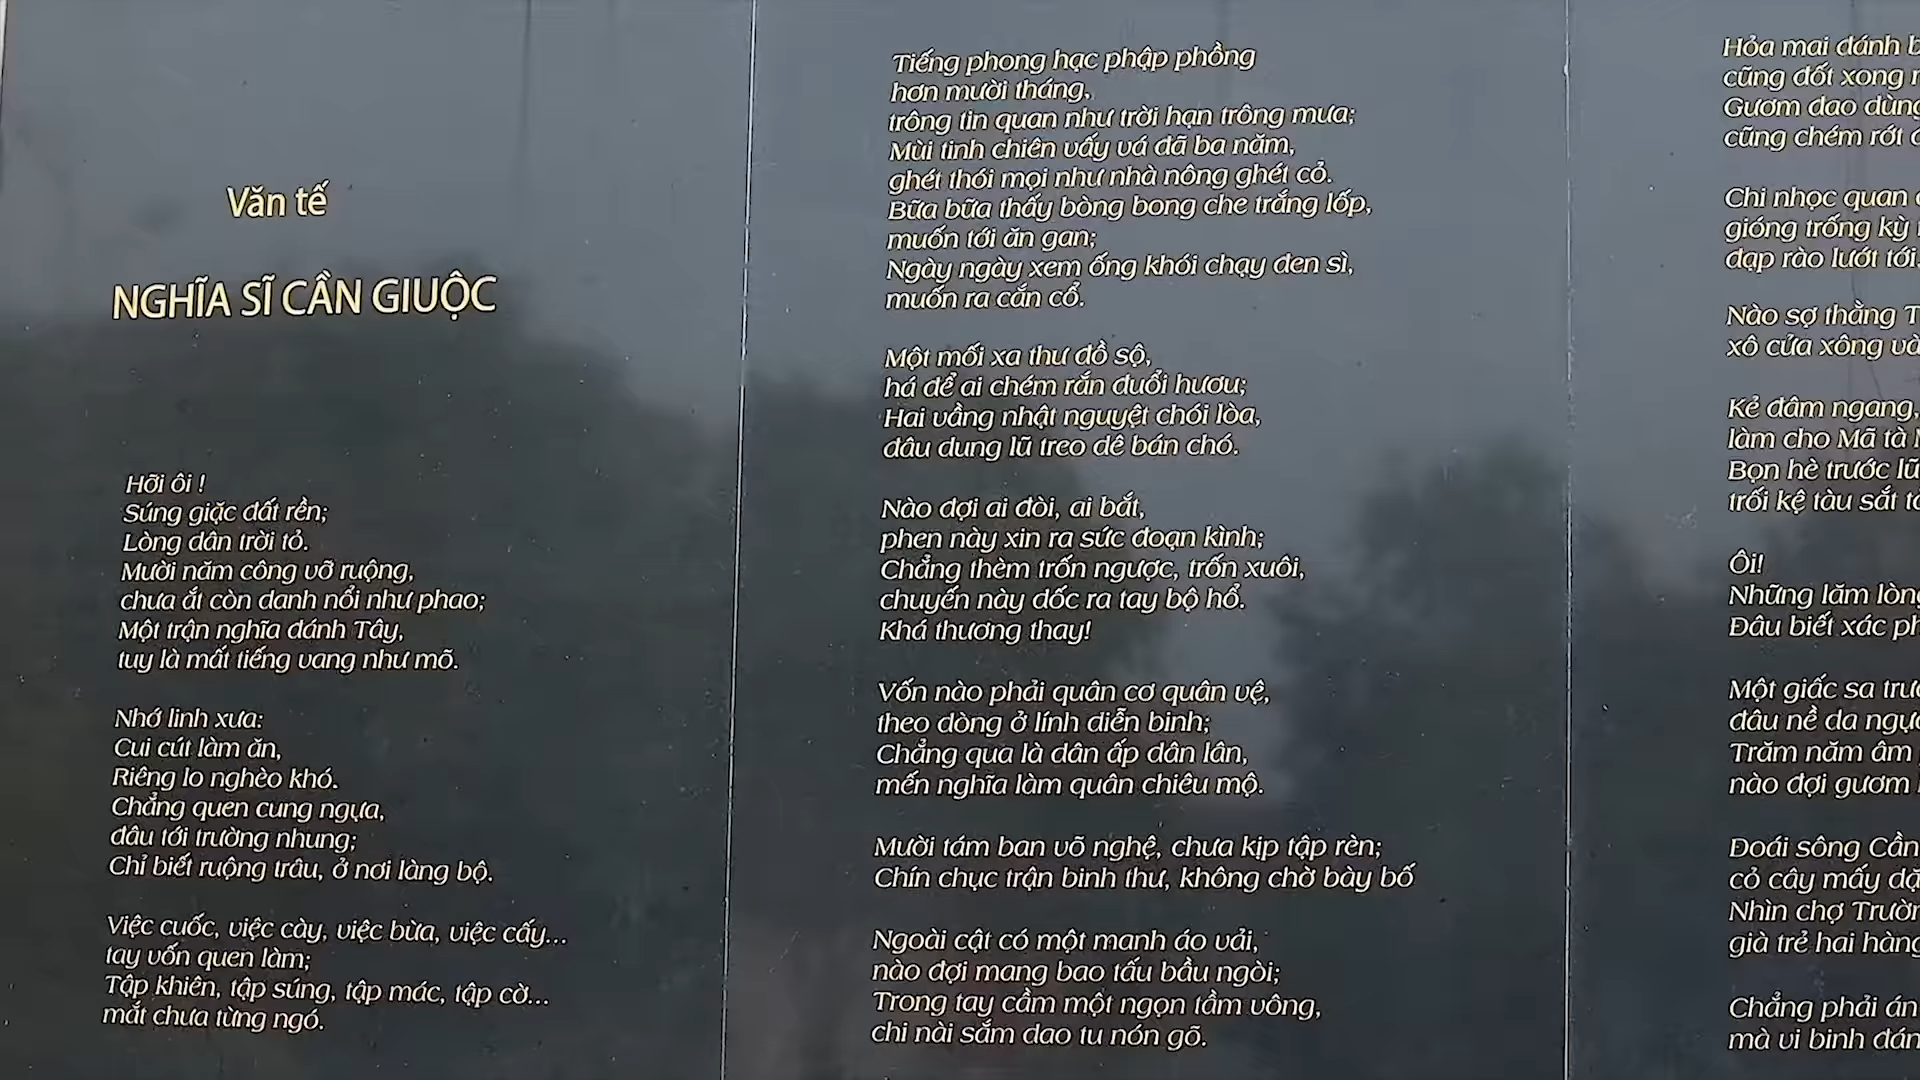 Văn tế
NGHĨA SĨ CẦN GIUỘC
Hỡi ôi !
Súng giặc đất rền;
Lòng dân trời tỏ.
Mười năm công vỡ ruộng,
chưa ắt còn danh nổi như phao;
Một trận nghĩa đánh Tây,
tuy là mất tiếng vang như mõ.
Nhớ linh xưa:
Cui cút làm ăn,
Riêng lo nghèo khó.
Chẳng quen cung ngựa,
đâu tới trường nhung;
Chỉ biết ruộng trâu, ở nơi làng bộ.
Việc cuốc, việc cày, việc bừa, việc cấy...
tay vốn quen làm;
Tập khiên, tập súng, tập mác, tập cờ...
mắt chưa từng ngó.
Tiếng phong hạc phập phồng
hơn mười tháng,
trông tin quan như trời hạn trông mưa;
Mùi tinh chiên vấy vá đã ba năm,
ghét thói mọi như nhà nông ghét cỏ.
Bữa bữa thấy bòng bong che trắng lốp,
muốn tới ăn gan;
Ngày ngày xem ống khói chạy đen sì,
muốn ra cắn cổ.
Một mối xa thư đồ sộ,
há để ai chém rắn đuổi hươu;
Hai vầng nhật nguyệt chói lòa,
đâu dung lũ treo dê bán chó.
Nào đợi ai đòi, ai bắt,
phen này xin ra sức đoạn kình;
Chẳng thèm trốn ngược, trốn xuôi,
chuyến này dốc ra tay bộ hổ.
Khá thương thay!
Vốn nào phải quân cơ quân vệ,
theo dòng ở lính diễn binh;
Chẳng qua là dân ấp dân lân,
mến nghĩa làm quân chiêu mộ.
Mười tám ban võ nghệ, chưa kịp tập rèn;
Chín chục trận binh thư, không chờ bày bố
Ngoài cật có một manh áo vải,
nào đợi mang bao tấu bầu ngòi;
Trong tay cầm một ngọn tầm vông,
chi nài sắm dao tu nón gõ.
Hỏa mai đánh
cũng đốt xong
Gươm đao dùng
cũng chém rớt
Chi nhọc quan
gióng trống kỳ
đạp rào lướt tới
Nào sợ thằng
xô cửa xông
Kẻ đâm ngang,
làm cho Mã tà
Bọn hè trước lũ
trối kệ tàu sắt
Ôi!
Những lăm lòng
Đâu biết xác
Một giấc sa
đâu nề da
Trăm năm âm
nào đợi gươm
Đoái sông Cần
cỏ cây mấy
Nhìn chợ
già trẻ hai hàng
Chẳng phải án
mà vi binh